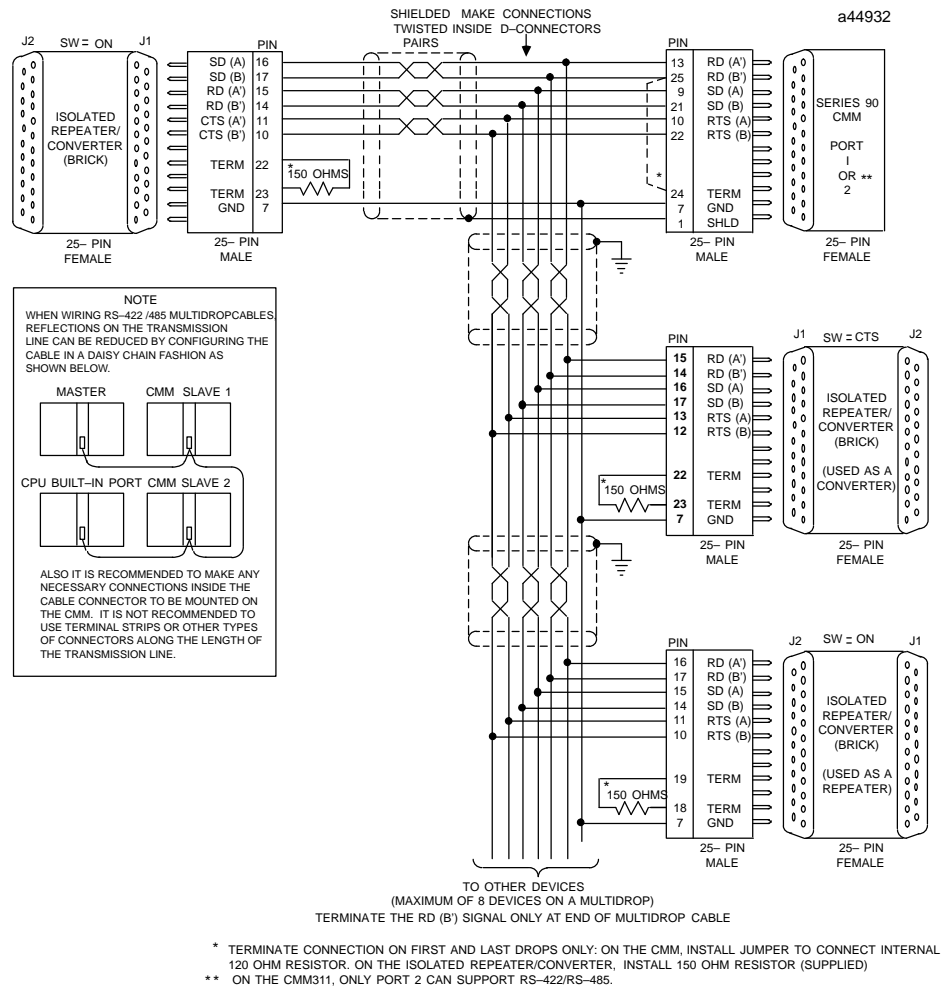 a44932
SHIELDED MAKE CONNECTIONS
TWISTED INSIDE D–CONNECTORS
PAIRS
J2 SW = ON J1
ISOLATED
REPEATER/
CONVERTER
(BRICK)
25– PIN
FEMALE
PIN
SD (A) 16
SD (B) 17
RD (A') 15
RD (B') 14
CTS (A') 11
CTS (B') 10
TERM 22
TERM 23
GND 7
* 150 OHMS
25– PIN
MALE
PIN
13 RD (A')
25 RD (B')
9 SD (A)
21 SD (B)
10 RTS (A)
22 RTS (B)
*
24 TERM
7 GND
1 SHLD
25– PIN
MALE
SERIES 90
CMM
PORT
I
OR **
2
25– PIN
FEMALE
NOTE
WHEN WIRING RS–422 /485 MULTIDROPCABLES,
REFLECTIONS ON THE TRANSMISSION
LINE CAN BE REDUCED BY CONFIGURING THE
CABLE IN A DAISY CHAIN FASHION AS
SHOWN BELOW.
MASTER CMM SLAVE 1
CPU BUILT–IN PORT CMM SLAVE 2
ALSO IT IS RECOMMENDED TO MAKE ANY
NECESSARY CONNECTIONS INSIDE THE
CABLE CONNECTOR TO BE MOUNTED ON
THE CMM. IT IS NOT RECOMMENDED TO
USE TERMINAL STRIPS OR OTHER TYPES
OF CONNECTORS ALONG THE LENGTH OF
THE TRANSMISSION LINE.
PIN
15 RD (A')
14 RD (B')
16 SD (A)
17 SD (B)
13 RTS (A)
12 RTS (B)
22 TERM
23 TERM
7 GND
* 150 OHMS
25– PIN
MALE
J1 SW = CTS J2
ISOLATED
REPEATER/
CONVERTER
(BRICK)
(USED AS A
CONVERTER)
25– PIN
FEMALE
PIN
16 RD (A')
17 RD (B')
15 SD (A)
14 SD (B)
11 RTS (A)
10 RTS (B)
19 TERM
18 TERM
7 GND
* 150 OHMS
25– PIN
MALE
J2 SW = ON J1
ISOLATED
REPEATER/
CONVERTER
(BRICK)
(USED AS A
REPEATER)
25– PIN
FEMALE
TO OTHER DEVICES
(MAXIMUM OF 8 DEVICES ON A MULTIDROP)
TERMINATE THE RD (B') SIGNAL ONLY AT END OF MULTIDROP CABLE
* TERMINATE CONNECTION ON FIRST AND LAST DROPS ONLY: ON THE CMM, INSTALL JUMPER TO CONNECT INTERNAL
120 OHM RESISTOR. ON THE ISOLATED REPEATER/CONVERTER, INSTALL 150 OHM RESISTOR (SUPPLIED)
** ON THE CMM311, ONLY PORT 2 CAN SUPPORT RS–422/RS–485.